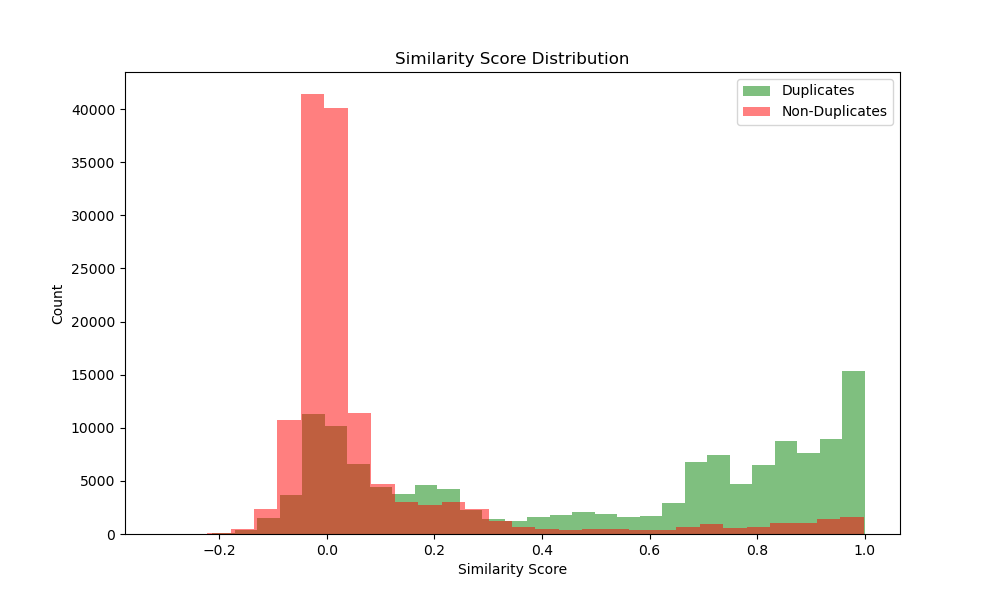 Similarity Score Distribution
Duplicates
Non-Duplicates
Count
40000
35000
30000
25000
20000
15000
10000
5000
0
−0.2 0.0 0.2 0.4 0.6 0.8 1.0
Similarity Score